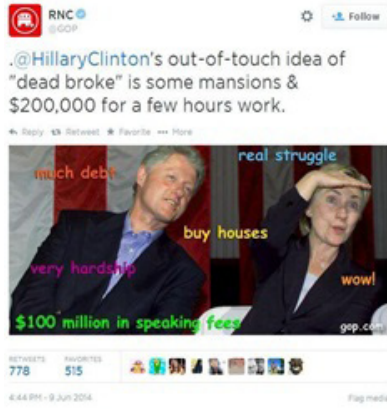 RNC
@GOP
Follow
.@HillaryClinton's out-of-touch idea of
"dead broke" is some mansions &
$200,000 for a few hours work.
Reply Retweet Favorite More
real struggle
much debt
buy houses
very hardship
wow!
$100 million in speaking fees
gop.com
RETWEETS FAVORITES
778 515
4:44 PM - 9 Jun 2014
Flag media